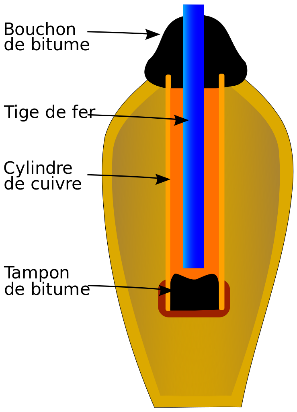 Bouchon
de bitume
Tige de fer
Cylindre
de cuivre
Tampon
de bitume